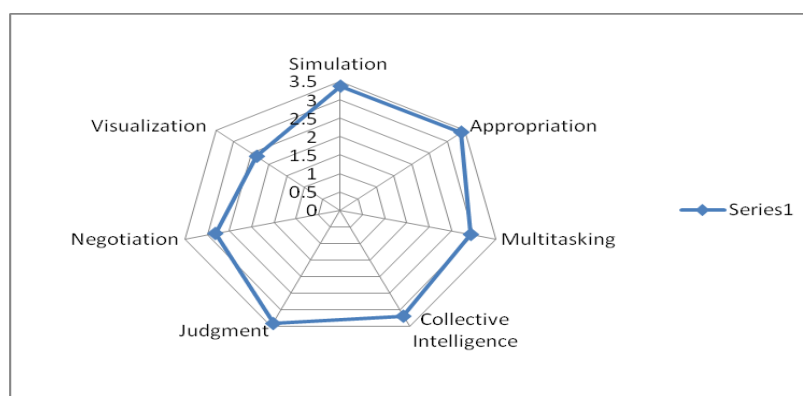 Simulation
3.5
3
2.5
2
1.5
1
0.5
0
Appropriation
Multitasking
Collective
Intelligence
Judgment
Negotiation
Visualization
Series1